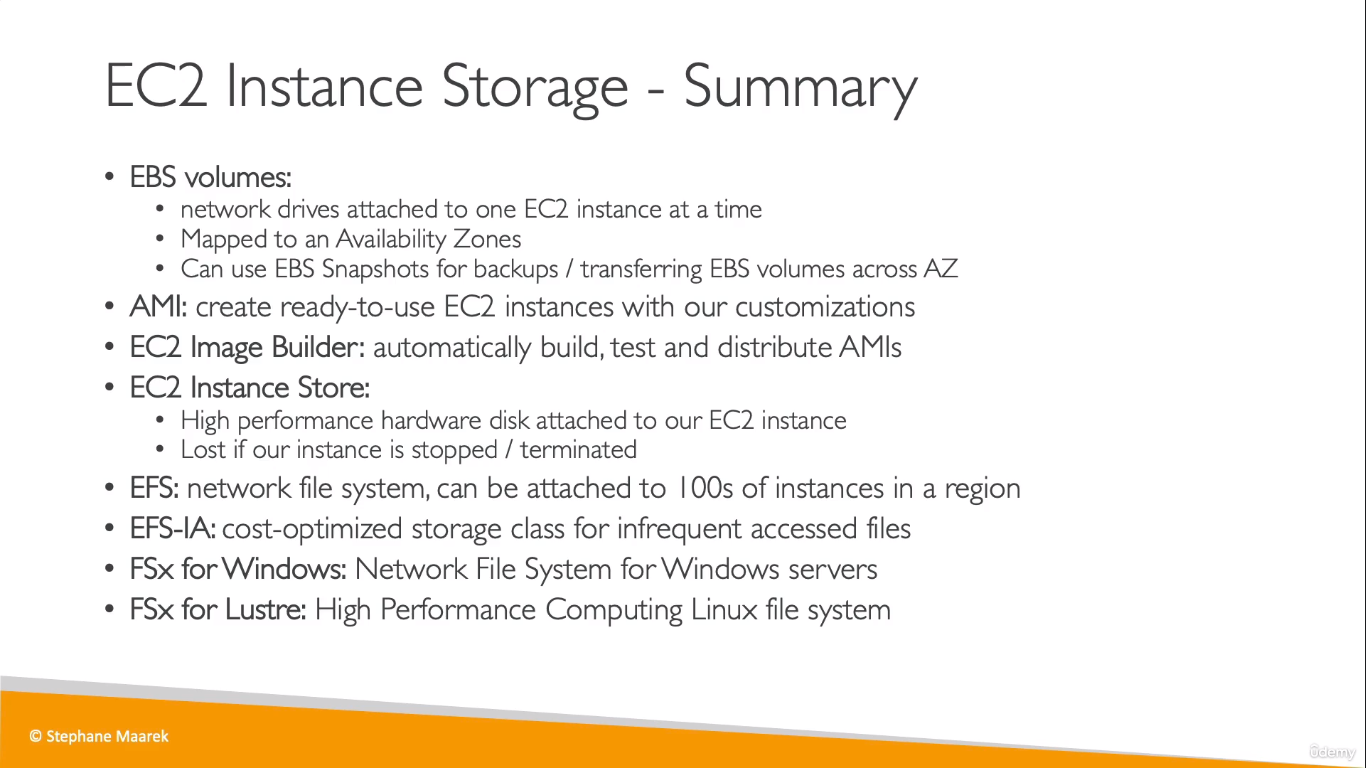 EC2 Instance Storage - Summary
• EBS volumes:
• network drives attached to one EC2 instance at a time
• Mapped to an Availability Zones
• Can use EBS Snapshots for backups / transferring EBS volumes across AZ
• AMI: create ready-to-use EC2 instances with our customizations
• EC2 Image Builder: automatically build, test and distribute AMIs
• EC2 Instance Store:
• High performance hardware disk attached to our EC2 instance
• Lost if our instance is stopped / terminated
• EFS: network file system, can be attached to 100s of instances in a region
• EFS-IA: cost-optimized storage class for infrequent accessed files
• FSx for Windows: Network File System for Windows servers
• FSx for Lustre: High Performance Computing Linux file system
© Stephane Maarek
ûdemy